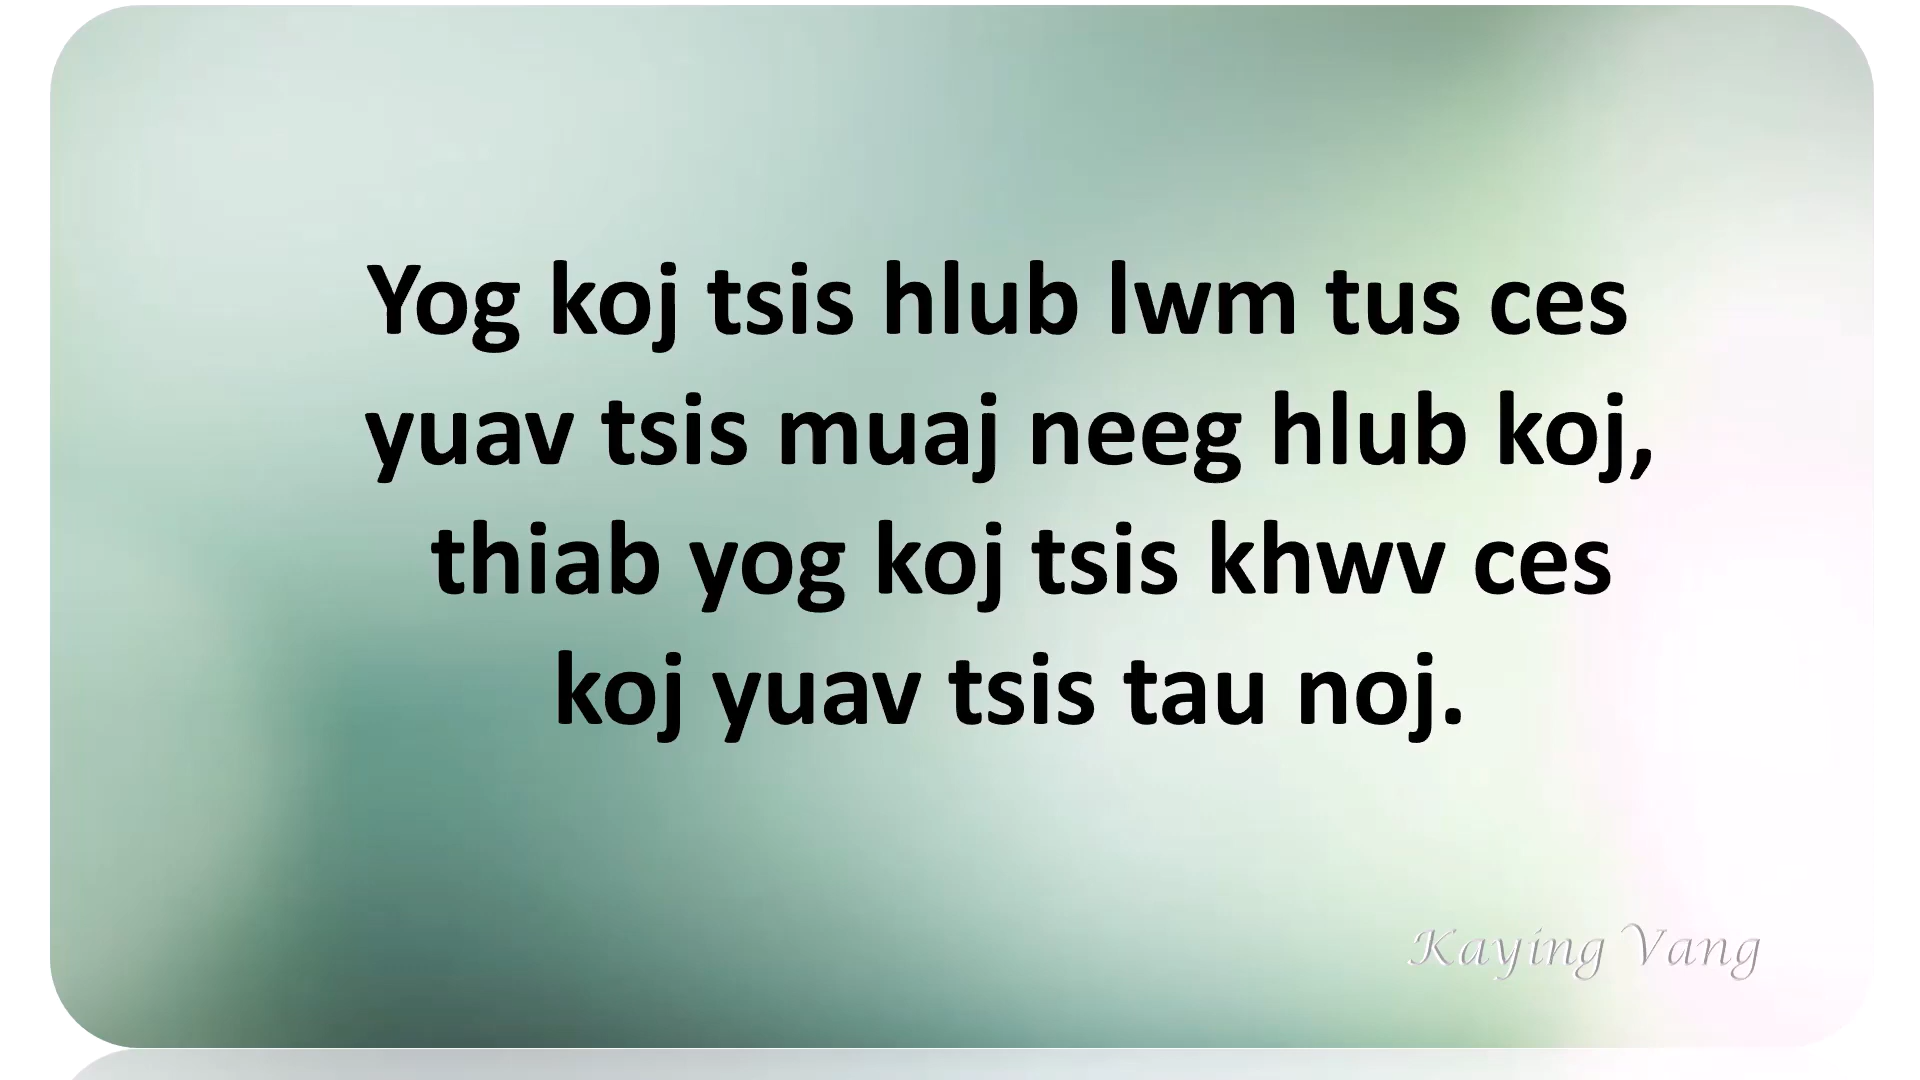 Yog koj tsis hlub lwm tus ces
yuav tsis muaj neeg hlub koj,
thiab yog koj tsis khwv ces
koj yuav tsis tau noj.
Kaying Vang